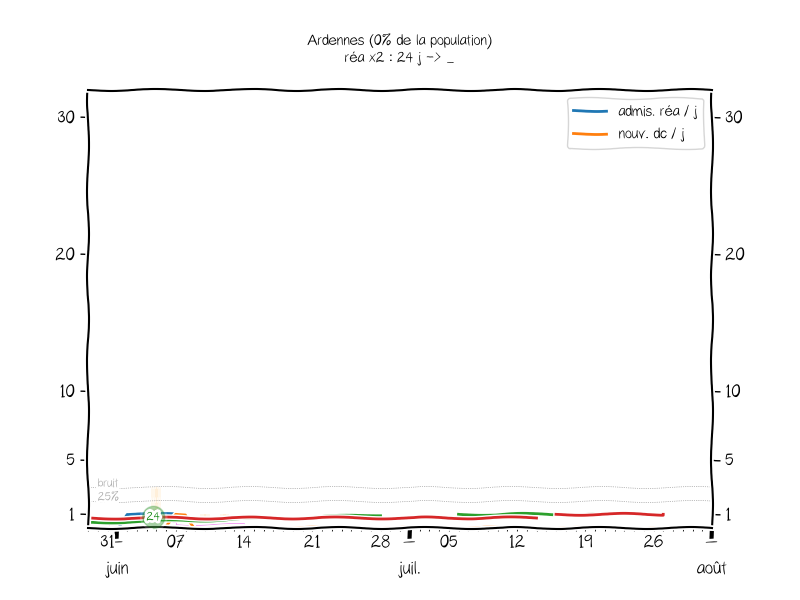 Ardennes (0% de la population)
réa x2 : 24 j -> _
admis. réa / j
nouv. dc / j
30 30
20 20
10 10
5 5
bruit
25%
1 1
24
31 07 14 21 28 05 12 19 26
juin juil. août